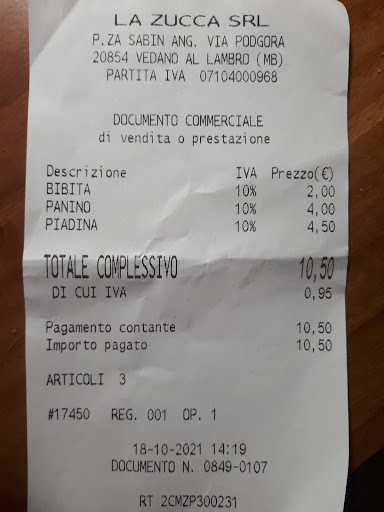 LA ZUCCA SRL
P.ZA SABIN ANG. VIA PODGORA
20854 VEDANO AL LAMBRO (MB)
PARTITA IVA 07104000968
DOCUMENTO COMMERCIALE
di vendita o prestazione
Descrizione IVA Prezzo(€)
BIBITA 10% 2,00
PANINO 10% 4,00
PIADINA 10% 4,50
TOTALE COMPLESSIVO 10,50
DI CUI IVA 0,95
Pagamento contante 10,50
Importo pagato 10,50
ARTICOLI 3
#17450 REG. 001 OP. 1
18-10-2021 14:19
DOCUMENTO N. 0849-0107
RT 2CMZP300231